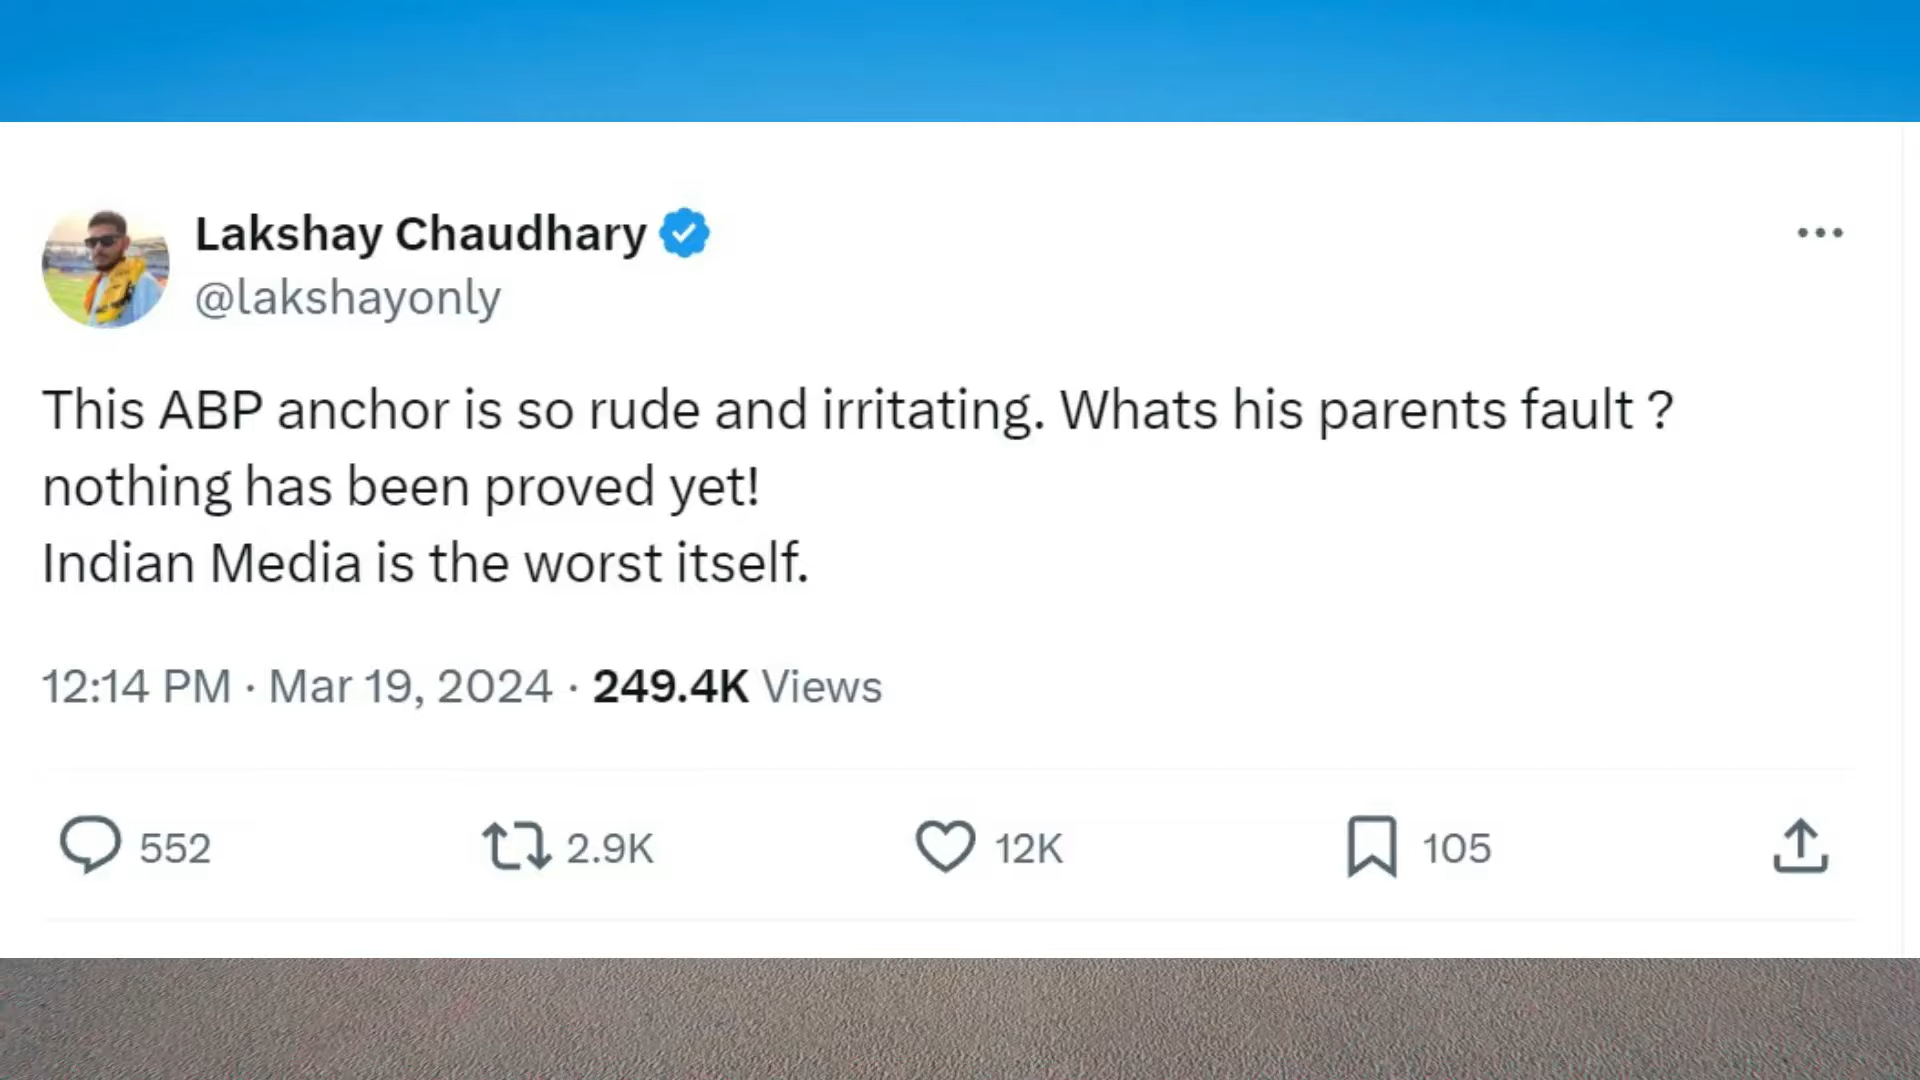 Lakshay Chaudhary
@lakshayonly
This ABP anchor is so rude and irritating. Whats his parents fault ?
nothing has been proved yet!
Indian Media is the worst itself.
12:14 PM · Mar 19, 2024 · 249.4K Views
552 2.9K 12K 105